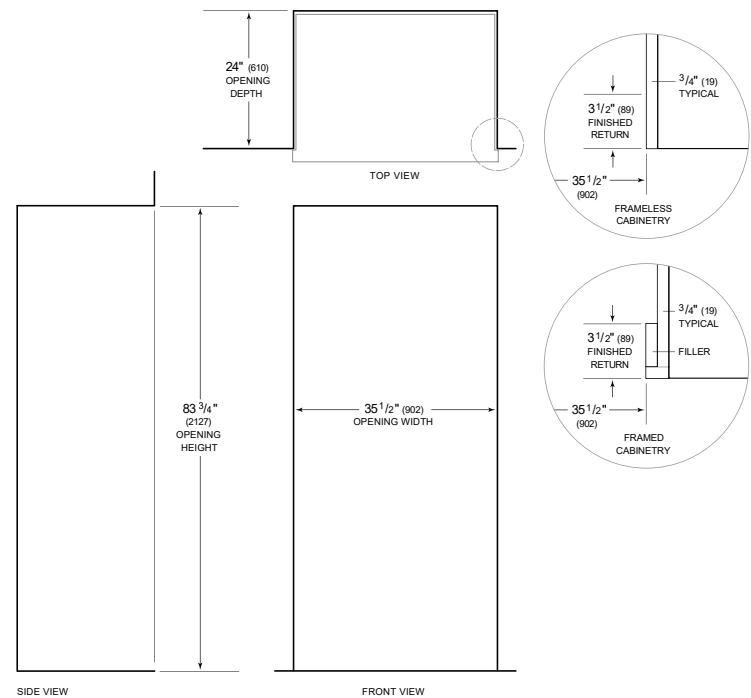 24" (610)
OPENING
DEPTH
TOP VIEW
3/4" (19)
TYPICAL
3 1/2" (89)
FINISHED
RETURN
35 1/2"
(902)
FRAMELESS
CABINETRY
3/4" (19)
TYPICAL
3 1/2" (89)
FINISHED
RETURN
FILLER
35 1/2"
(902)
FRAMED
CABINETRY
83 3/4"
(2127)
OPENING
HEIGHT
35 1/2" (902)
OPENING WIDTH
SIDE VIEW
FRONT VIEW